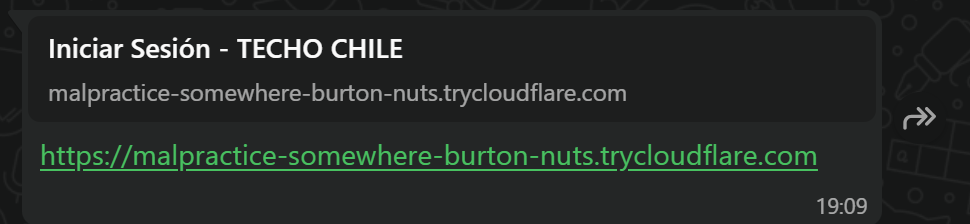 Iniciar Sesión - TECHO CHILE
malpractice-somewhere-burton-nuts.trycloudflare.com
https://malpractice-somewhere-burton-nuts.trycloudflare.com
19:09